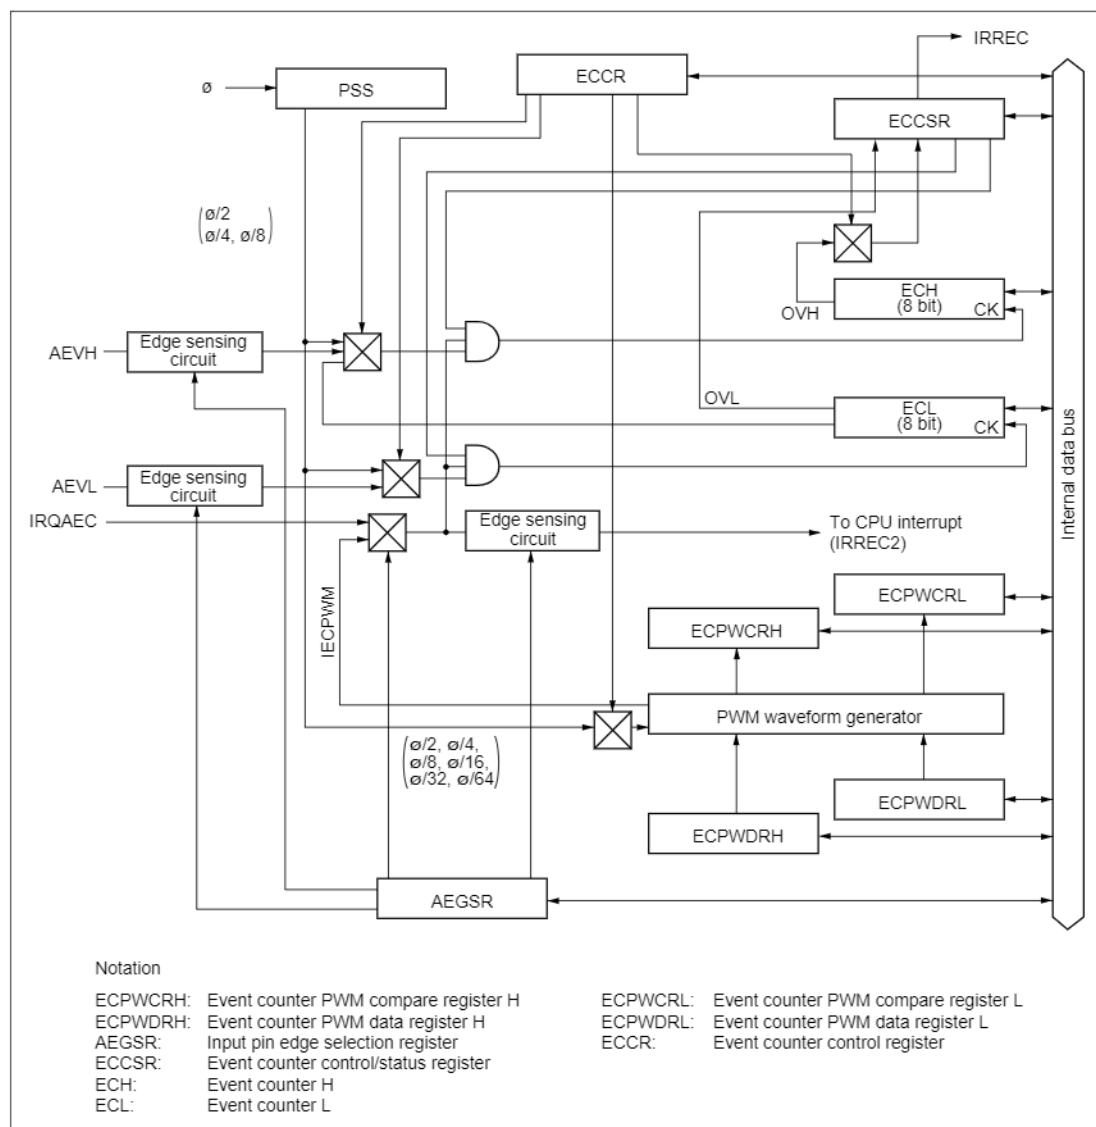 IRREC
ø
PSS
ECCR
ECCSR
(ø/2
ø/4, ø/8)
ECH
(8 bit)
CK
OVH
AEVH
Edge sensing
circuit
OVL
ECL
(8 bit)
CK
AEVL
Edge sensing
circuit
IRQAEC
Edge sensing
circuit
To CPU interrupt
(IRREC2)
Internal data bus
IECPWM
ECPWCRL
ECPWCRH
PWM waveform generator
(ø/2, ø/4,
ø/8, ø/16,
ø/32, ø/64)
ECPWDRL
ECPWDRH
AEGSR
Notation
ECPWCRH: Event counter PWM compare register H
ECPWDRH: Event counter PWM data register H
AEGSR: Input pin edge selection register
ECCSR: Event counter control/status register
ECH: Event counter H
ECL: Event counter L
ECPWCRL: Event counter PWM compare register L
ECPWDRL: Event counter PWM data register L
ECCR: Event counter control register